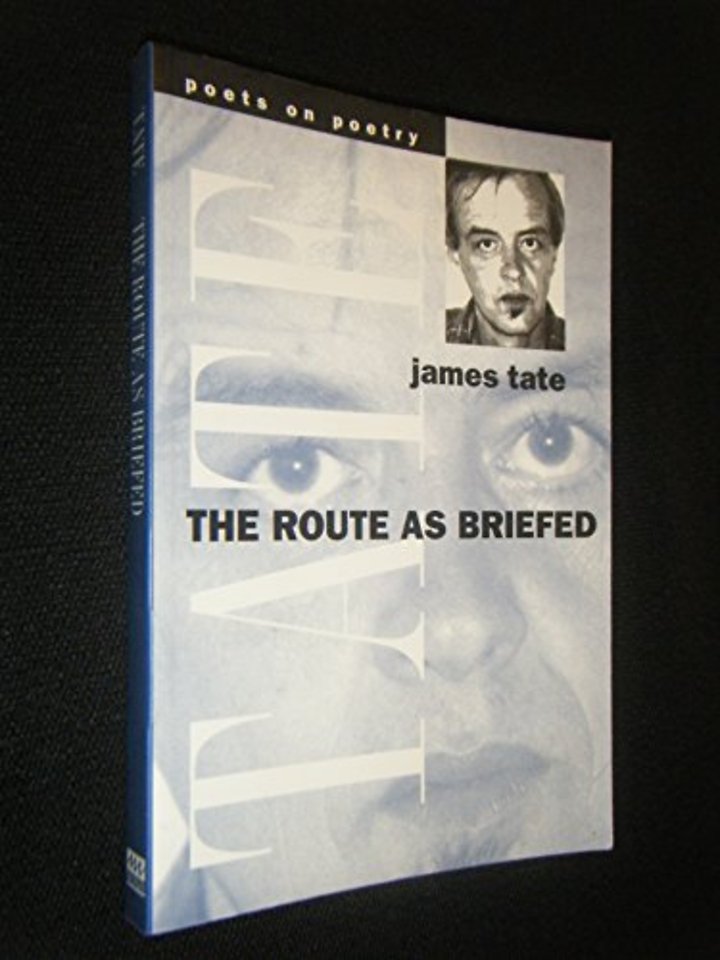 poets on poetry
james tate
THE ROUTE AS BRIEFED
TATE
TATE THE ROUTE AS BRIEFED